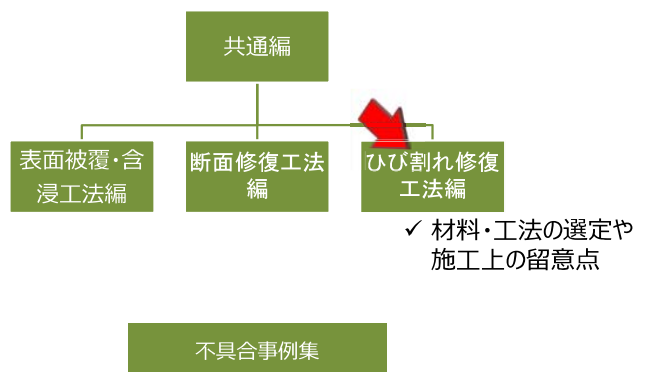 共通編
表面被覆・含
浸工法編
断面修復工法
編
ひび割れ修復
工法編
✓ 材料・工法の選定や
施工上の留意点
不具合事例集